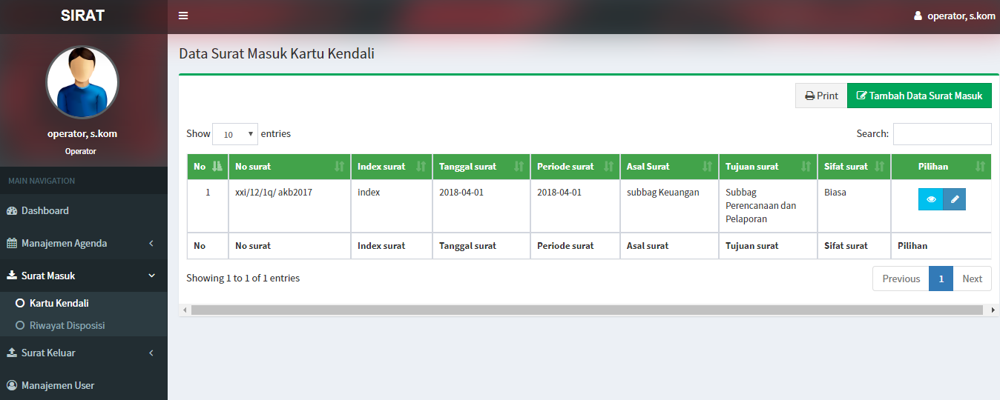 SIRAT
operator, s.kom
operator, s.kom
Operator
MAIN NAVIGATION
Dashboard
Manajemen Agenda
Surat Masuk
Kartu Kendali
Riwayat Disposisi
Surat Keluar
Manajemen User
Data Surat Masuk Kartu Kendali
Print Tambah Data Surat Masuk
Show 10 entries Search:
No No surat Index surat Tanggal surat Periode surat Asal Surat Tujuan surat Sifat surat Pilihan
1 xxi/12/1q/ akb2017 index 2018-04-01 2018-04-01 subbag Keuangan Subbag Biasa
Perencanaan dan
Pelaporan
No No surat Index surat Tanggal surat Periode surat Asal surat Tujuan surat Sifat surat Pilihan
Showing 1 to 1 of 1 entries Previous 1 Next